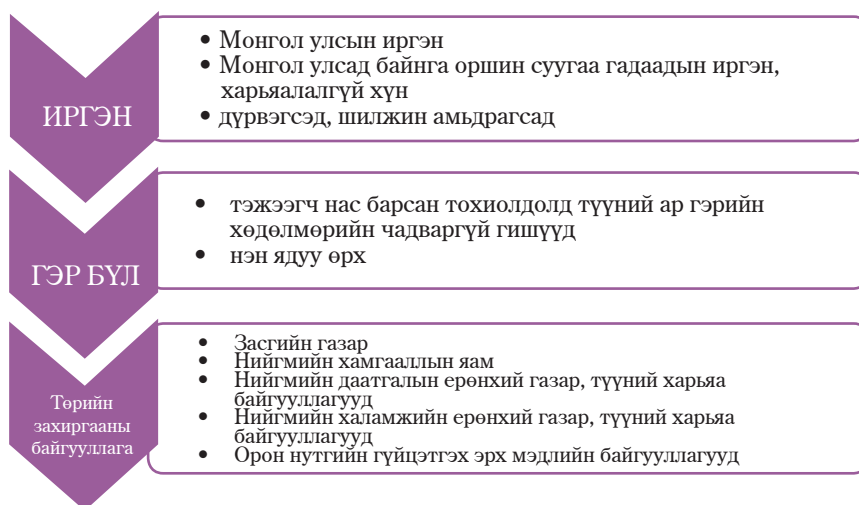 ИРГЭН
• Монгол улсын иргэн
• Монгол улсад байнга оршин суугаа гадаадын иргэн,
харьяалалгүй хүн
• дүрвэгсэд, шилжин амьдрагсад
ГЭР БҮЛ
• тэжээгч нас барсан тохиолдолд түүний ар гэрийн
хөдөлмөрийн чадваргүй гишүүд
• нэн ядуу өрх
Төрийн
захиргааны
байгууллага
• Засгийн газар
• Нийгмийн хамгааллын яам
• Нийгмийн даатгалын ерөнхий газар, түүний харьяа
байгууллагууд
• Нийгмийн халамжийн ерөнхий газар, түүний харьяа
байгууллагууд
• Орон нутгийн гүйцэтгэх эрх мэдлийн байгууллагууд